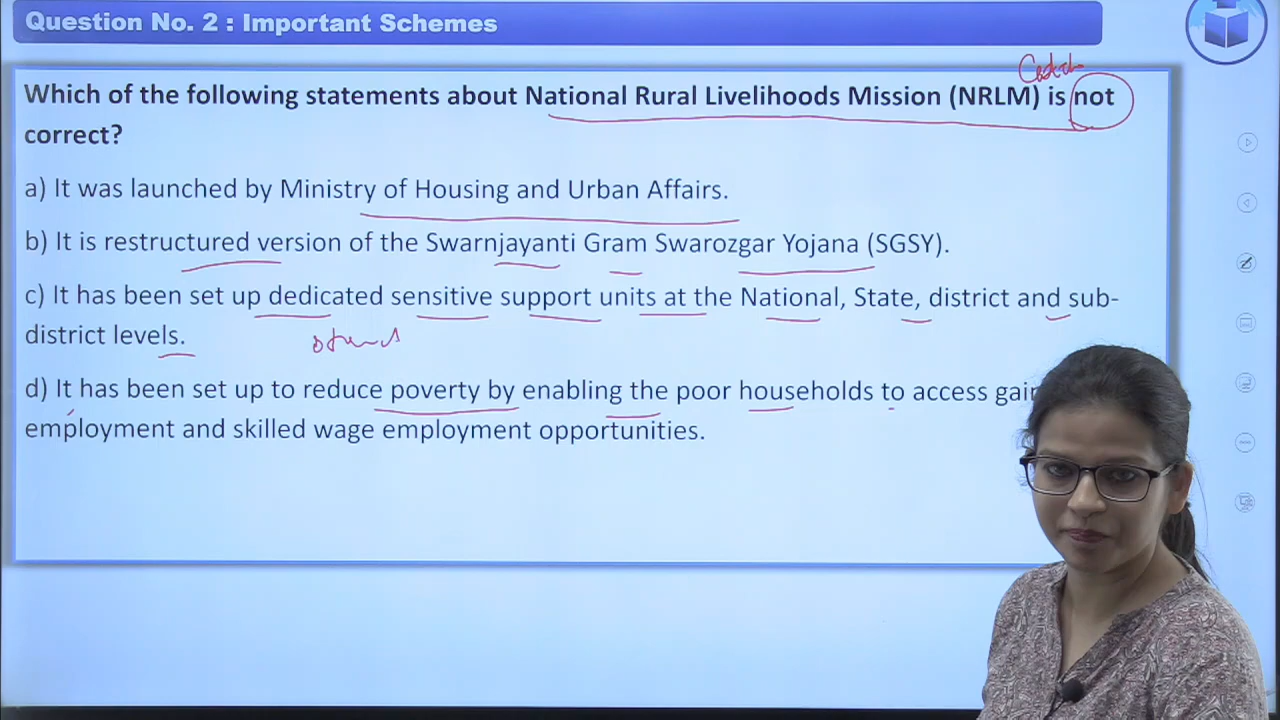 Question No. 2 : Important Schemes
Which of the following statements about National Rural Livelihoods Mission (NRLM) is not
correct?
a) It was launched by Ministry of Housing and Urban Affairs.
b) It is restructured version of the Swarnjayanti Gram Swarozgar Yojana (SGSY).
c) It has been set up dedicated sensitive support units at the National, State, district and sub-
district levels.
d) It has been set up to reduce poverty by enabling the poor households to access
employment and skilled wage employment opportunities.